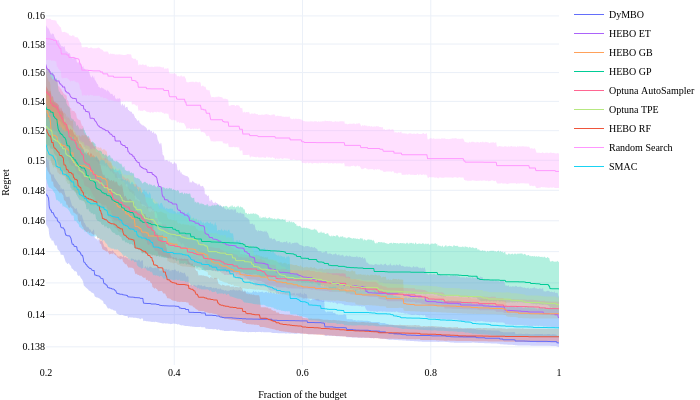 0.16
0.158
0.156
0.154
0.152
0.15
0.148
0.146
0.144
0.142
0.14
0.138
0.2
0.4
0.6
0.8
1
Regret
Fraction of the budget
DyMBO
HEBO ET
HEBO GB
HEBO GP
Optuna AutoSampler
Optuna TPE
HEBO RF
Random Search
SMAC